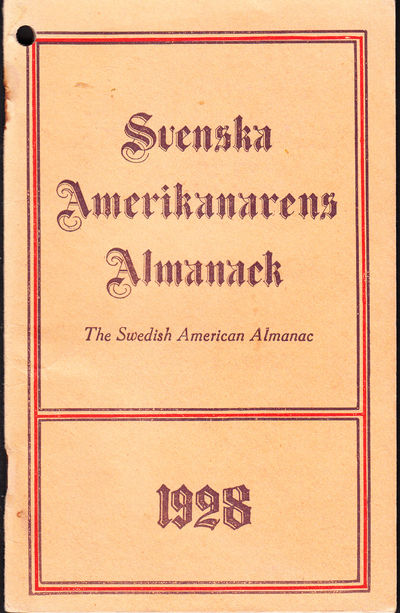 Svenska
Amerikanarens
Almanack
The Swedish American Almanac
1928